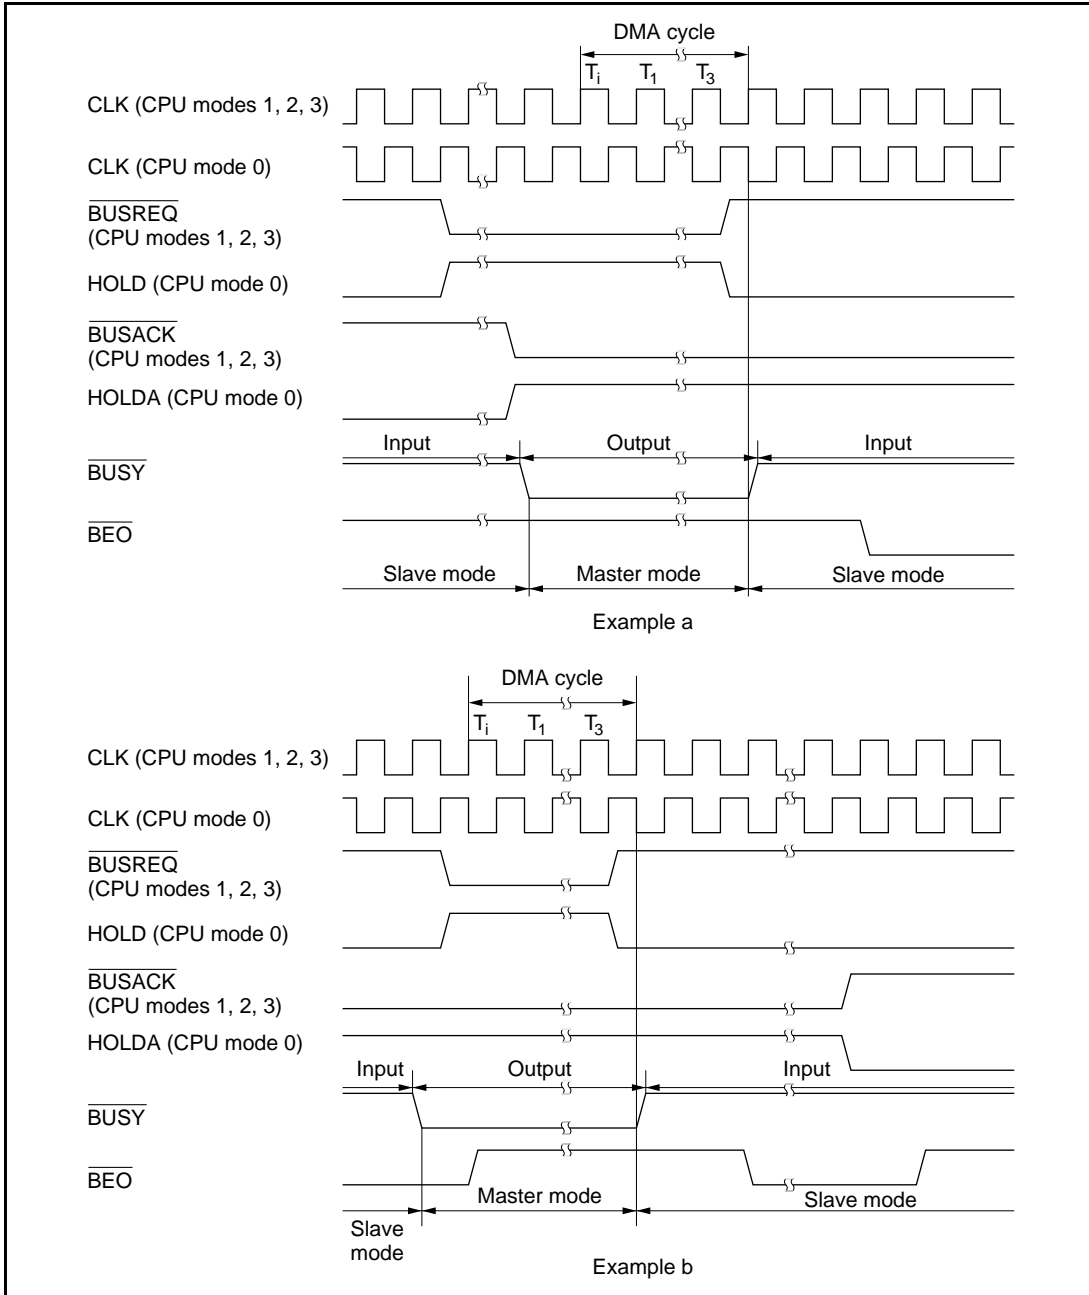 DMA cycle
Ti T1 T3
CLK (CPU modes 1, 2, 3)
CLK (CPU mode 0)
BUSREQ
(CPU modes 1, 2, 3)
HOLD (CPU mode 0)
BUSACK
(CPU modes 1, 2, 3)
HOLDA (CPU mode 0)
Input Output Input
BUSY
BEO
Slave mode Master mode Slave mode
Example a
DMA cycle
Ti T1 T3
CLK (CPU modes 1, 2, 3)
CLK (CPU mode 0)
BUSREQ
(CPU modes 1, 2, 3)
HOLD (CPU mode 0)
BUSACK
(CPU modes 1, 2, 3)
HOLDA (CPU mode 0)
Input Output Input
BUSY
BEO
Master mode Slave mode
Slave
mode
Example b